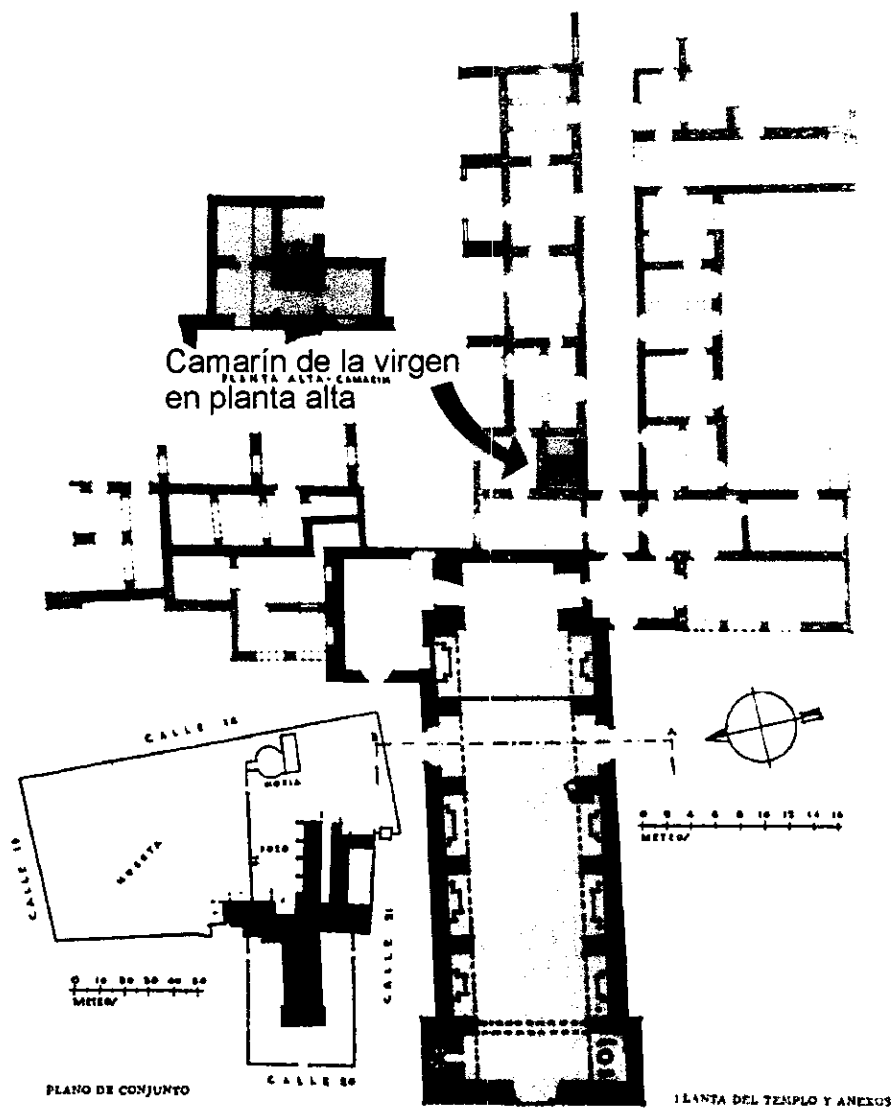 Camarín de la virgen
PLANTA ALTA-CAMARIN
en planta alta
CALLE
NORIA
POZO
HUERTA
CALLE
CALLE 21
CALLE 20
0 10 20 30 40 50
METROS
PLANO DE CONJUNTO
0 2 4 6 8 10 12 14 16
METROS
PLANTA DEL TEMPLO Y ANEXOS